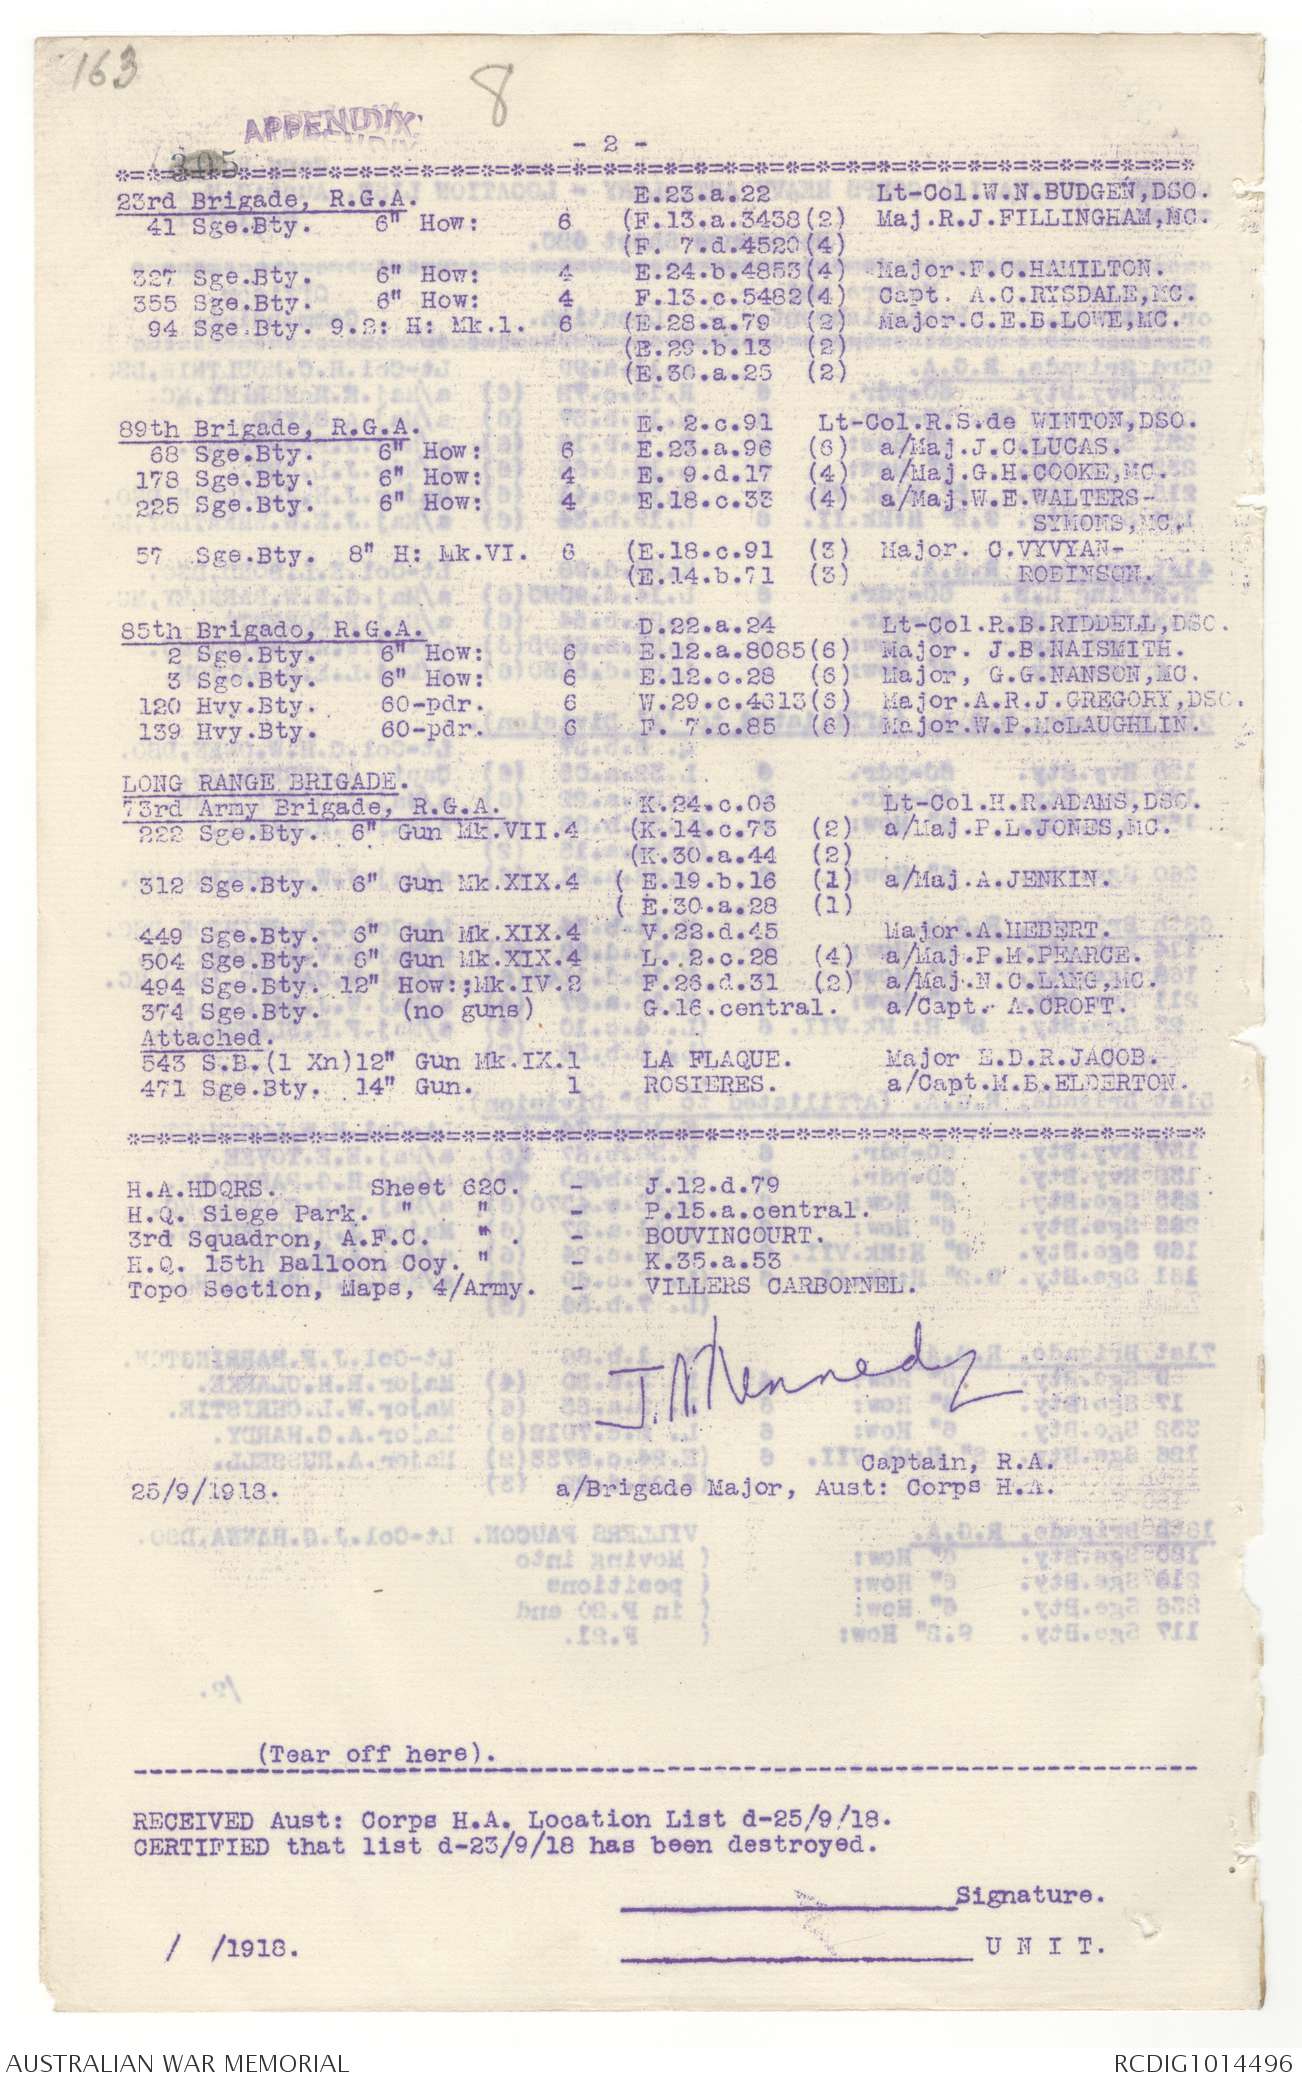 163
8
APPENDIX
305
- 2 -
*=*=*=*=*=*=*=*=*=*=*=*=*=*=*=*=*=*=*=*=*=*=*=*=*=*=*=*=*=*=*=*=*=*=*=*
23rd Brigade, R.G.A. E.23.a.22 Lt-Col.W.N.BUDGEN,DSO.
41 Sge.Bty. 6" How: 6 (F.13.a.3438(2) Maj.R.J.FILLINGHAM,MC.
(F. 7.d.4520(4)
327 Sge.Bty. 6" How: 4 E.24.b.4853(4) Major.F.C.HAMILTON.
355 Sge.Bty. 6" How: 4 F.13.c.5482(4) Capt. A.C.RYSDALE,MC.
94 Sge.Bty. 9.2: H: Mk.1. 6 (E.28.a.79 (2) Major.C.E.B.LOWE,MC.
(E.29.b.13 (2)
(E.30.a.25 (2)
89th Brigade, R.G.A. E. 2.c.91 Lt-Col.R.S.de WINTON,DSO.
68 Sge.Bty. 6" How: 6 E.23.a.96 (6) a/Maj.J.C.LUCAS.
178 Sge.Bty. 6" How: 4 E. 9.d.17 (4) a/Maj.G.H.COOKE,MC.
225 Sge.Bty. 6" How: 4 E.18.c.33 (4) a/Maj.W.E.WALTERS-
SYMONS,MC.
57 Sge.Bty. 8" H: Mk.VI. 6 (E.18.c.91 (3) Major. C.VYVYAN-
(E.14.b.71 (3) ROBINSON.
85th Brigade, R.G.A. D.22.a.24 Lt-Col.R.B.RIDDELL,DSO.
2 Sge.Bty. 6" How: 6 E.12.a.8085(6) Major. J.B.NAISMITH.
3 Sge.Bty. 6" How: 6 E.12.c.28 (6) Major, G.G.NANSON,MC.
120 Hvy.Bty. 60-pdr. 6 W.29.c.4613(6) Major.A.R.J.GREGORY,DSO.
139 Hvy.Bty. 60-pdr. 6 F. 7.c.85 (6) Major.W.P.McLAUGHLIN.
LONG RANGE BRIGADE.
73rd Army Brigade, R.G.A. K.24.c.06 Lt-Col.H.R.ADAMS,DSO.
222 Sge.Bty. 6" Gun Mk.VII.4 (K.14.c.73 (2) a/Maj.P.L.JONES,MC.
(K.30.a.44 (2)
312 Sge.Bty. 6" Gun Mk.XIX.4 ( E.19.b.16 (1) a/Maj.A.JENKIN.
( E.30.a.28 (1)
449 Sge.Bty. 6" Gun Mk.XIX.4 V.22.d.45 Major.A.HEBERT.
504 Sge.Bty. 6" Gun Mk.XIX.4 L. 2.c.28 (4) a/Maj.P.M.PEARCE.
494 Sge.Bty. 12" How:;Mk.IV.2 F.26.d.31 (2) a/Maj.N.C.LANG,MC.
374 Sge.Bty. (no guns) G.16.central. a/Capt. A.CROFT.
Attached.
543 S.B.(1 Xn)12" Gun Mk.IX.1 LA FLAQUE. Major E.D.R.JACOB.
471 Sge.Bty. 14" Gun. 1 ROSIERES. a/Capt.M.B.ELDERTON.
*=*=*=*=*=*=*=*=*=*=*=*=*=*=*=*=*=*=*=*=*=*=*=*=*=*=*=*=*=*=*=*=*=*=*=*
H.A.HDQRS. Sheet 62C. - J.12.d.79
H.Q. Siege Park. " " - P.15.a.central.
3rd Squadron, A.F.C. " . - BOUVINCOURT.
H.Q. 15th Balloon Coy. " - K.35.a.53
Topo Section, Maps, 4/Army. - VILLERS CARBONNEL.
J.N.Kennedy
Captain, R.A.
25/9/1918. a/Brigade Major, Aust: Corps H.A.
(Tear off here).
----------------------------------------------------------------------
RECEIVED Aust: Corps H.A. Location List d-25/9/18.
CERTIFIED that list d-23/9/18 has been destroyed.
Signature.
/ /1918. U N I T.
AUSTRALIAN WAR MEMORIAL RCDIG1014496